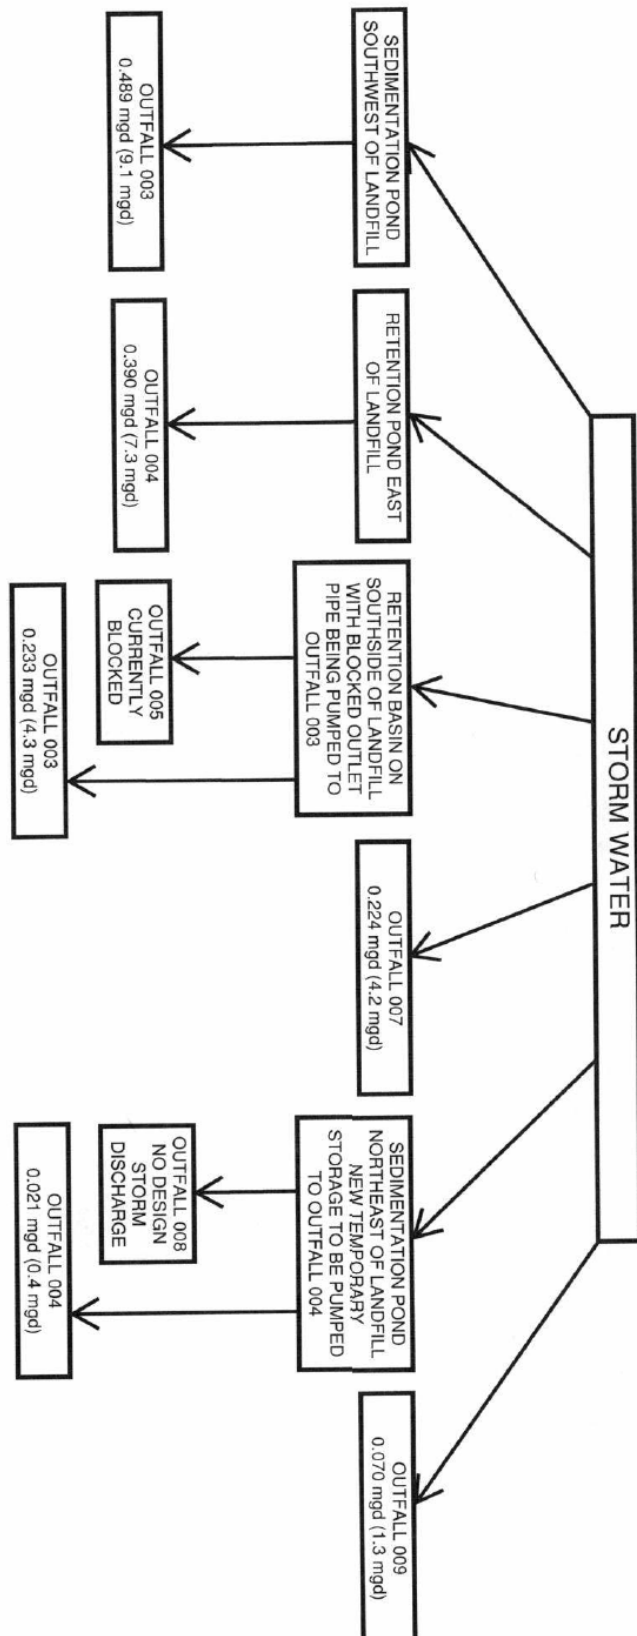 STORM WATER
SEDIMENTATION POND
SOUTHWEST OF LANDFILL
OUTFALL 003
0.489 mgd (9.1 mgd)
RETENTION POND EAST
OF LANDFILL
OUTFALL 004
0.390 mgd (7.3 mgd)
RETENTION BASIN ON
SOUTHSIDE OF LANDFILL
WITH BLOCKED OUTLET
PIPE BEING PUMPED TO
OUTFALL 003
OUTFALL 005
CURRENTLY
BLOCKED
OUTFALL 003
0.233 mgd (4.3 mgd)
OUTFALL 007
0.224 mgd (4.2 mgd)
SEDIMENTATION POND
NORTHEAST OF LANDFILL
NEW TEMPORARY
STORAGE TO BE PUMPED
TO OUTFALL 004
OUTFALL 008
NO DESIGN
STORM
DISCHARGE
OUTFALL 004
0.021 mgd (0.4 mgd)
OUTFALL 009
0.070 mgd (1.3 mgd)